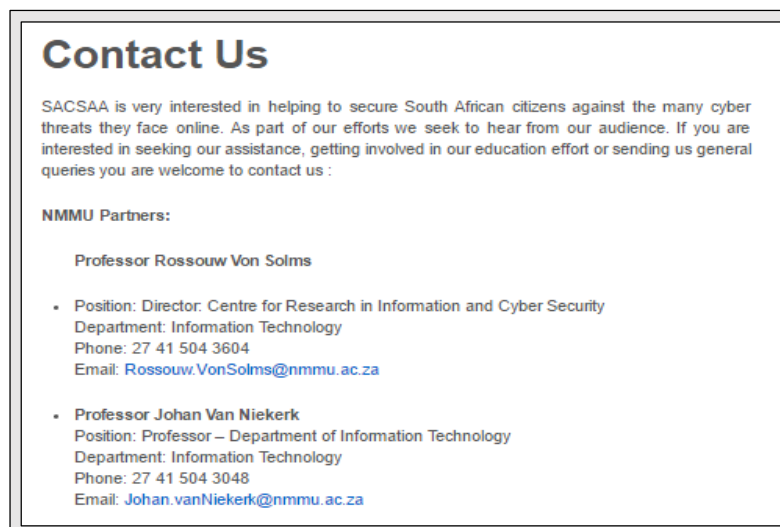 Contact Us
SACSAA is very interested in helping to secure South African citizens against the many cyber
threats they face online. As part of our efforts we seek to hear from our audience. If you are
interested in seeking our assistance, getting involved in our education effort or sending us general
queries you are welcome to contact us :
NMMU Partners:
Professor Rossouw Von Solms
• Position: Director: Centre for Research in Information and Cyber Security
Department: Information Technology
Phone: 27 41 504 3604
Email: Rossouw.VonSolms@nmmu.ac.za
• Professor Johan Van Niekerk
Position: Professor – Department of Information Technology
Department: Information Technology
Phone: 27 41 504 3048
Email: Johan.vanNiekerk@nmmu.ac.za